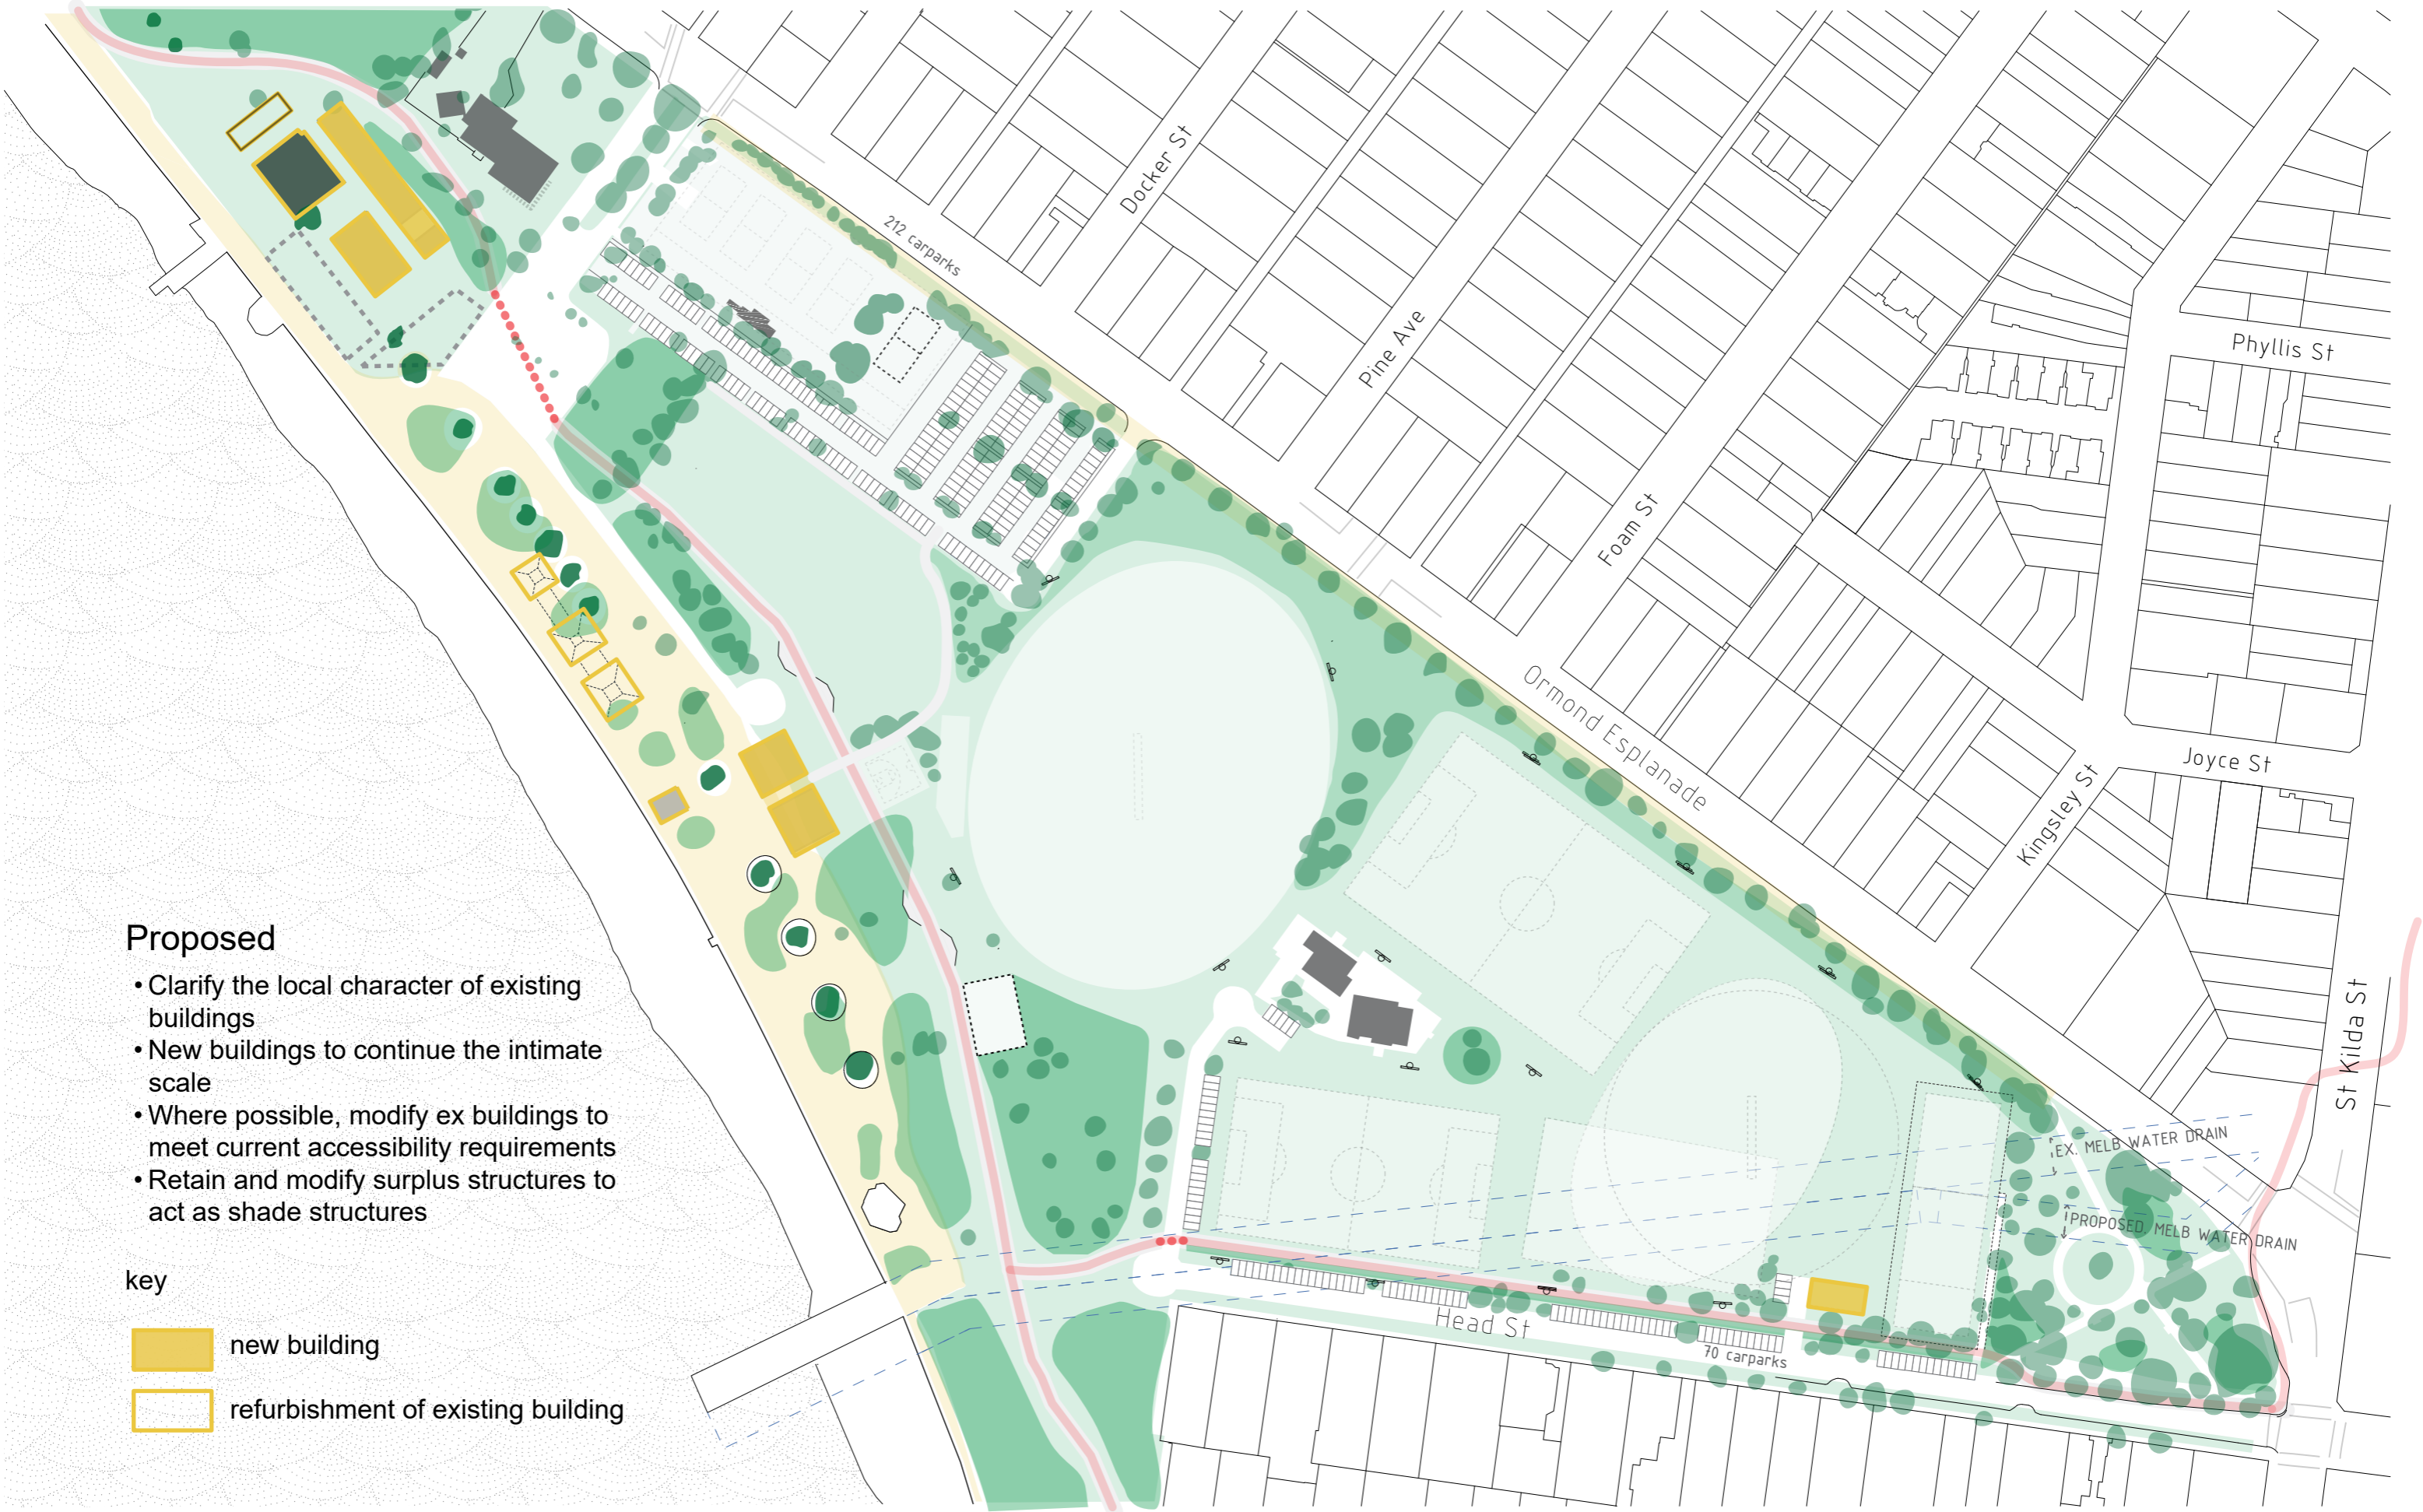 212 carparks
Docker St
Pine Ave
Foam St
Phyllis St
Ormond Esplanade
Joyce St
Kingsley St
St Kilda St
Proposed
• Clarify the local character of existing
buildings
• New buildings to continue the intimate
scale
• Where possible, modify ex buildings to
meet current accessibility requirements
• Retain and modify surplus structures to
act as shade structures
key
new building
refurbishment of existing building
EX. MELB WATER DRAIN
PROPOSED MELB WATER DRAIN
Head St
70 carparks